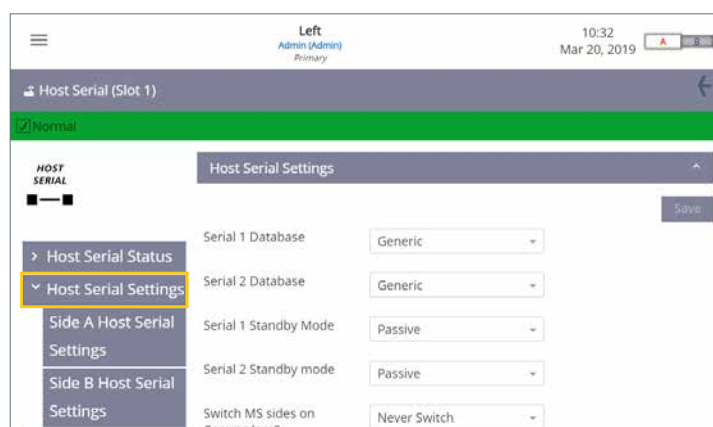 Left
Admin (Admin)
Primary
10:32
Mar 20, 2019
A
B
Host Serial (Slot 1)
Normal
HOST
SERIAL
Host Serial Settings
Save
Host Serial Status
Host Serial Settings
Side A Host Serial
Settings
Side B Host Serial
Settings
Serial 1 Database
Generic
Serial 2 Database
Generic
Serial 1 Standby Mode
Passive
Serial 2 Standby mode
Passive
Switch MS sides on
Never Switch